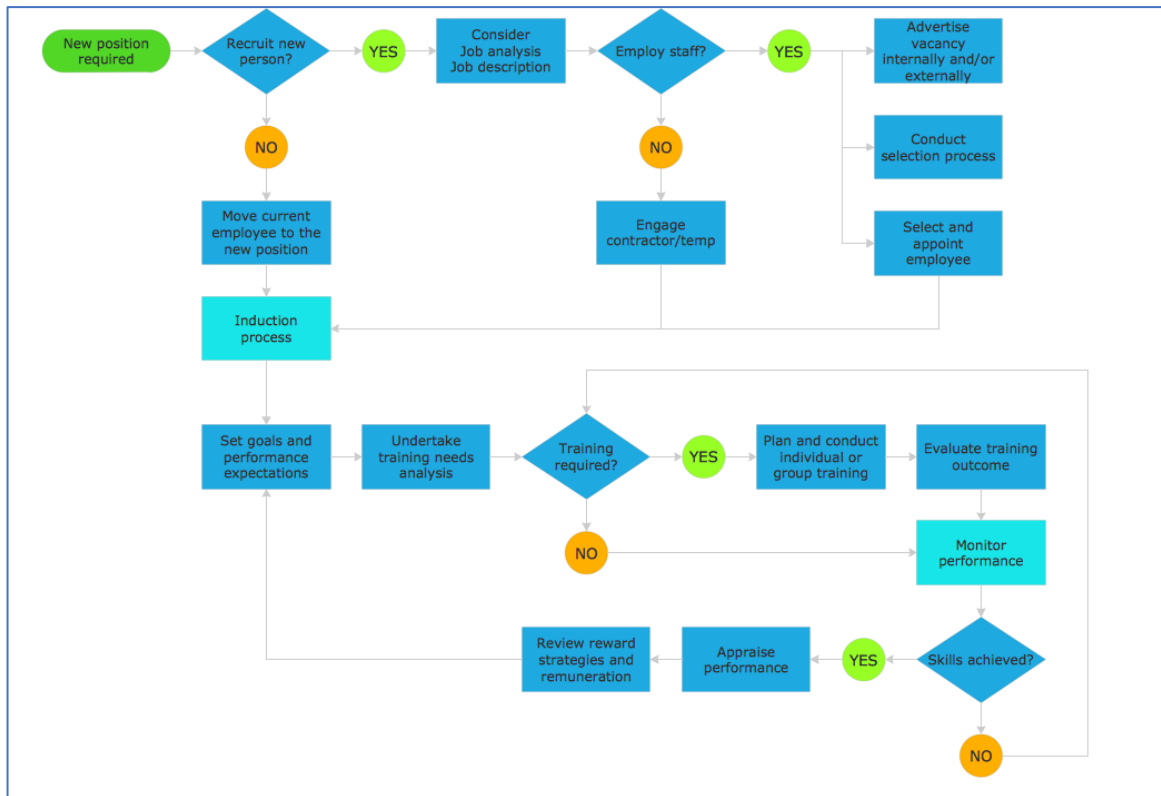 New position
required
Recruit new
person?
YES
Consider
Job analysis
Job description
Employ staff?
YES
Advertise
vacancy
internally and/or
externally
NO
NO
Conduct
selection process
Move current
employee to the
new position
Engage
contractor/temp
Select and
appoint
employee
Induction
process
Set goals and
performance
expectations
Undertake
training needs
analysis
Training
required?
YES
Plan and conduct
individual or
group training
Evaluate training
outcome
NO
Monitor
performance
Review reward
strategies and
remuneration
Appraise
performance
YES
Skills achieved?
NO